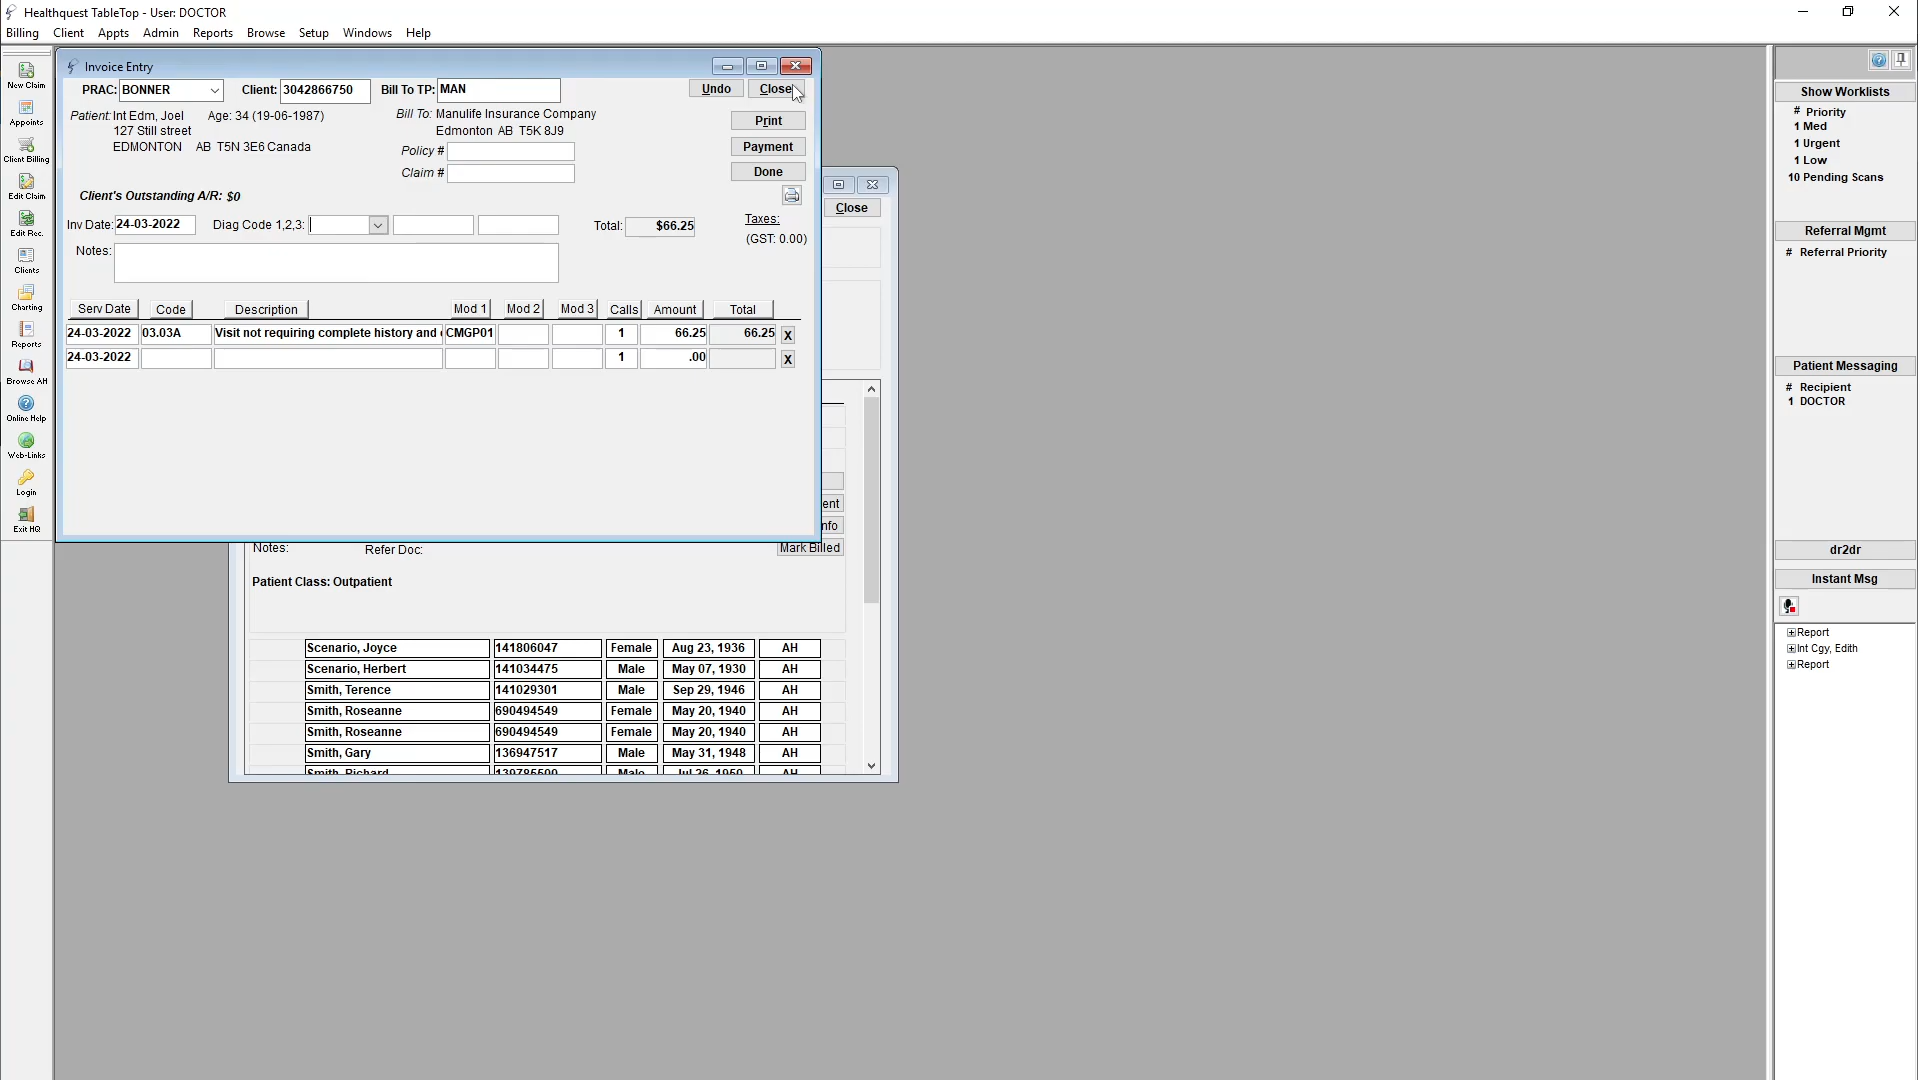 Healthquest TableTop - User: DOCTOR
Billing Client Appts Admin Reports Browse Setup Windows Help
New Claim
Appoints
Client Billing
Edit Claim
Edit Rec.
Clients
Charting
Reports
Browse AH
Online Help
Web-Links
Login
Exit HQ
Invoice Entry
PRAC: BONNER Client: 3042866750 Bill To TP: MAN Undo Close
Patient: Int Edm, Joel Age: 34 (19-06-1987) Bill To: Manulife Insurance Company
127 Still street Edmonton AB T5K 8J9 Print
EDMONTON AB T5N 3E6 Canada Policy # Payment
Claim # Done
Client's Outstanding A/R: $0
Inv Date: 24-03-2022 Diag Code 1,2,3: Total: $66.25 Taxes:
(GST: 0.00)
Notes:
Serv Date Code Description Mod 1 Mod 2 Mod 3 Calls Amount Total
24-03-2022 03.03A Visit not requiring complete history and CMGP01 1 66.25 66.25 X
24-03-2022 1 .00 X
Close
ent
nfo
Notes: Refer Doc: Mark Billed
Patient Class: Outpatient
Scenario, Joyce 141806047 Female Aug 23, 1936 AH
Scenario, Herbert 141034475 Male May 07, 1930 AH
Smith, Terence 141029301 Male Sep 29, 1946 AH
Smith, Roseanne 690494549 Female May 20, 1940 AH
Smith, Roseanne 690494549 Female May 20, 1940 AH
Smith, Gary 136947517 Male May 31, 1948 AH
Smith, Richard 139785500 Male Jul 26, 1950 AH
Show Worklists
# Priority
1 Med
1 Urgent
1 Low
10 Pending Scans
Referral Mgmt
# Referral Priority
Patient Messaging
# Recipient
1 DOCTOR
dr2dr
Instant Msg
Report
Int Cgy, Edith
Report